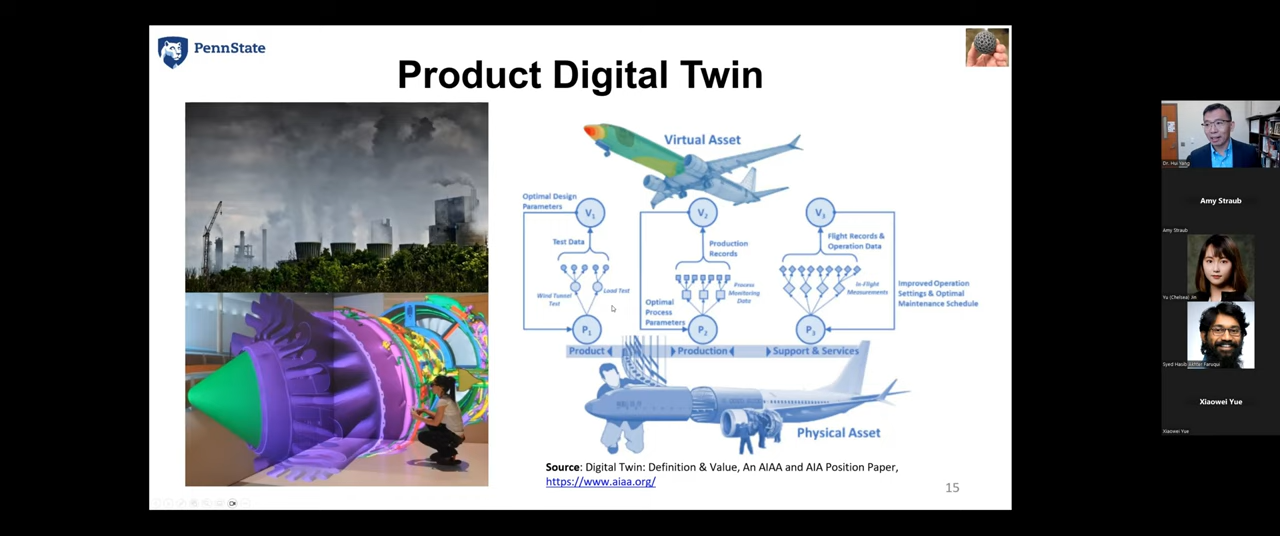 PennState
Product Digital Twin
Virtual Asset
Optimal Design
Parameters
V1
V2
V3
Test Data
Production
Records
Flight Records &
Operation Data
Wind Tunnel
Test
Load Test
Process
Monitoring
Data
In-Flight
Measurements
Optimal
Process
Parameters
Improved Operation
Settings & Optimal
Maintenance Schedule
P1
P2
P3
Product
Production
Support & Services
Physical Asset
Source: Digital Twin: Definition & Value, An AIAA and AIA Position Paper,
https://www.aiaa.org/
15
Dr. Hui Yang
Amy Straub
Amy Straub
Yu (Chelsea) Jin
Syed Hasib Akhter Faruqui
Xiaowei Yue
Xiaowei Yue